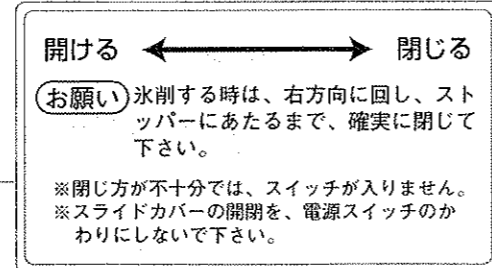 開ける ←→ 閉じる
お願い 氷削する時は、右方向に回し、スト
ッパーにあたるまで、確実に閉じて
下さい。
※閉じ方が不十分では、スイッチが入りません。
※スライドカバーの開閉を、電源スイッチのか
わりにしないで下さい。